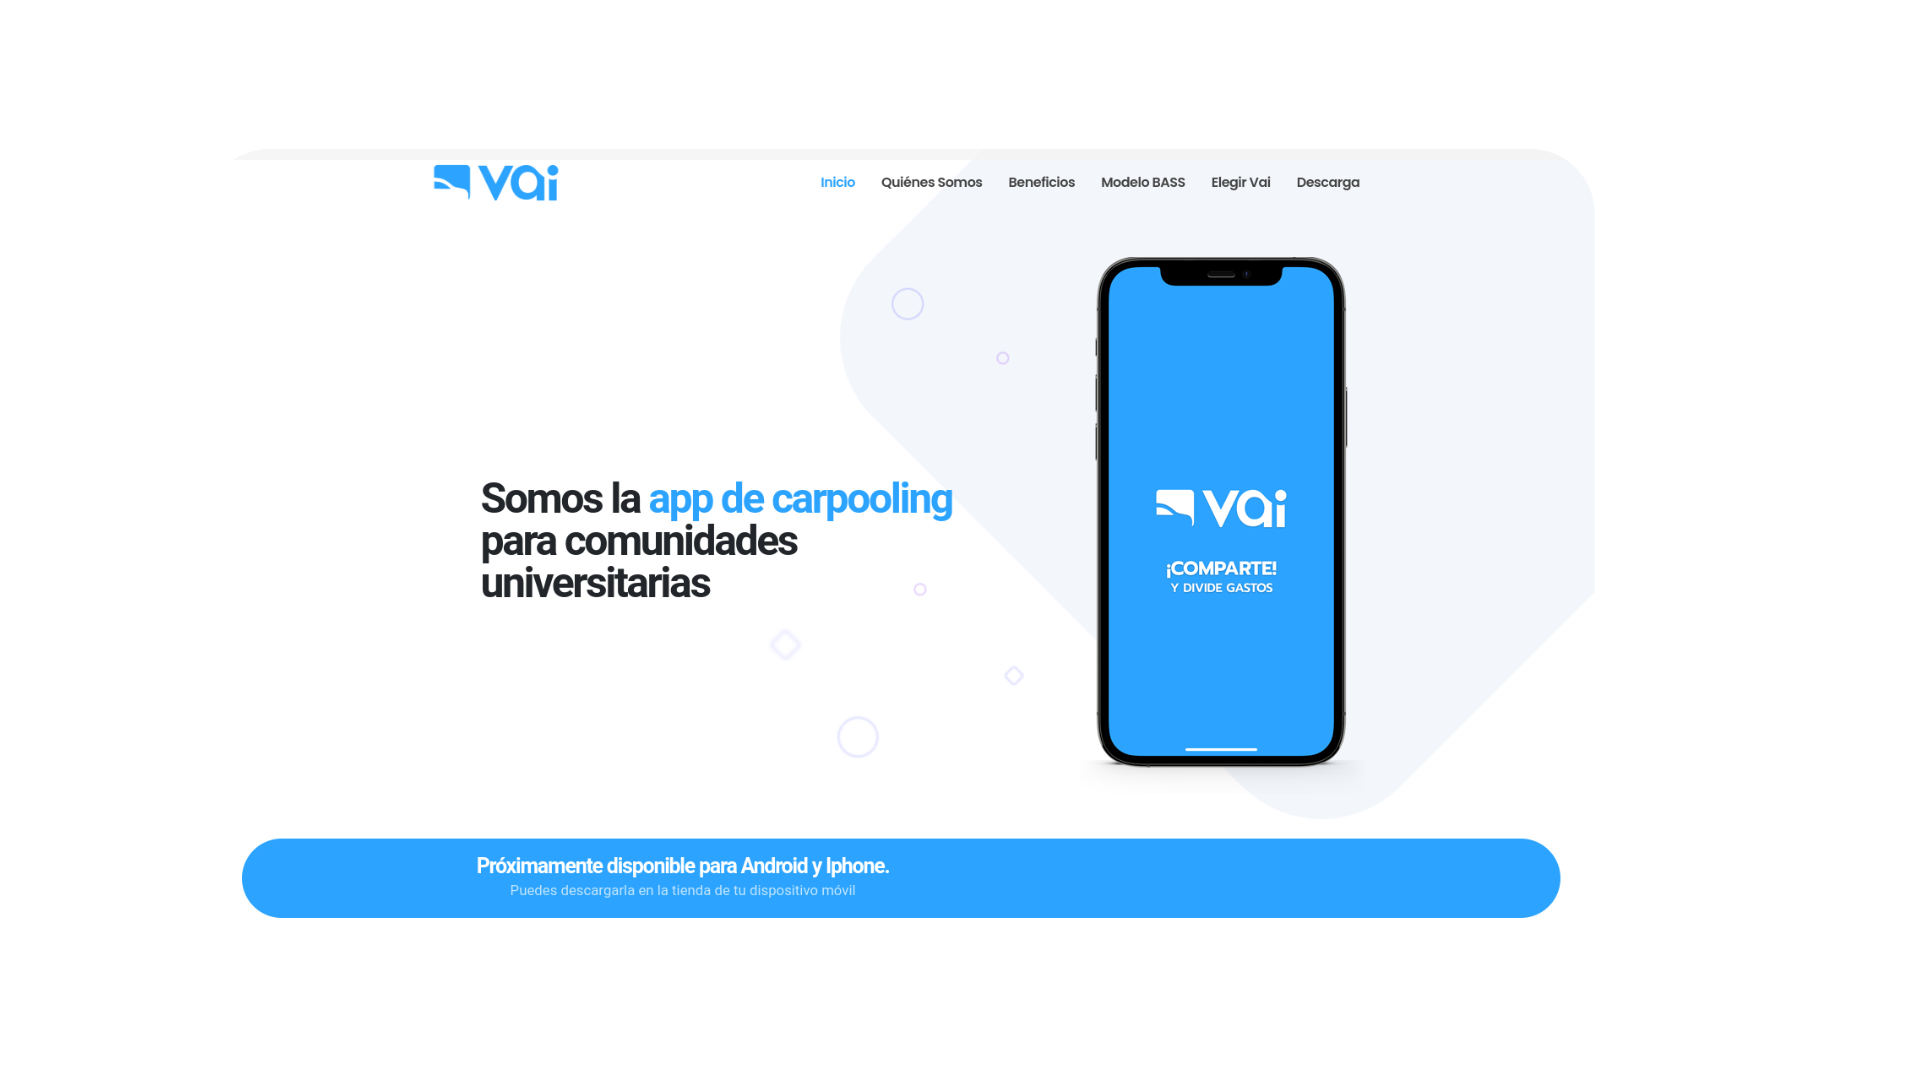 vai
Inicio Quiénes Somos Beneficios Modelo BASS Elegir Vai Descarga
Somos la app de carpooling
para comunidades
universitarias
vai
¡COMPARTE!
Y DIVIDE GASTOS
Próximamente disponible para Android y Iphone.
Puedes descargarla en la tienda de tu dispositivo móvil